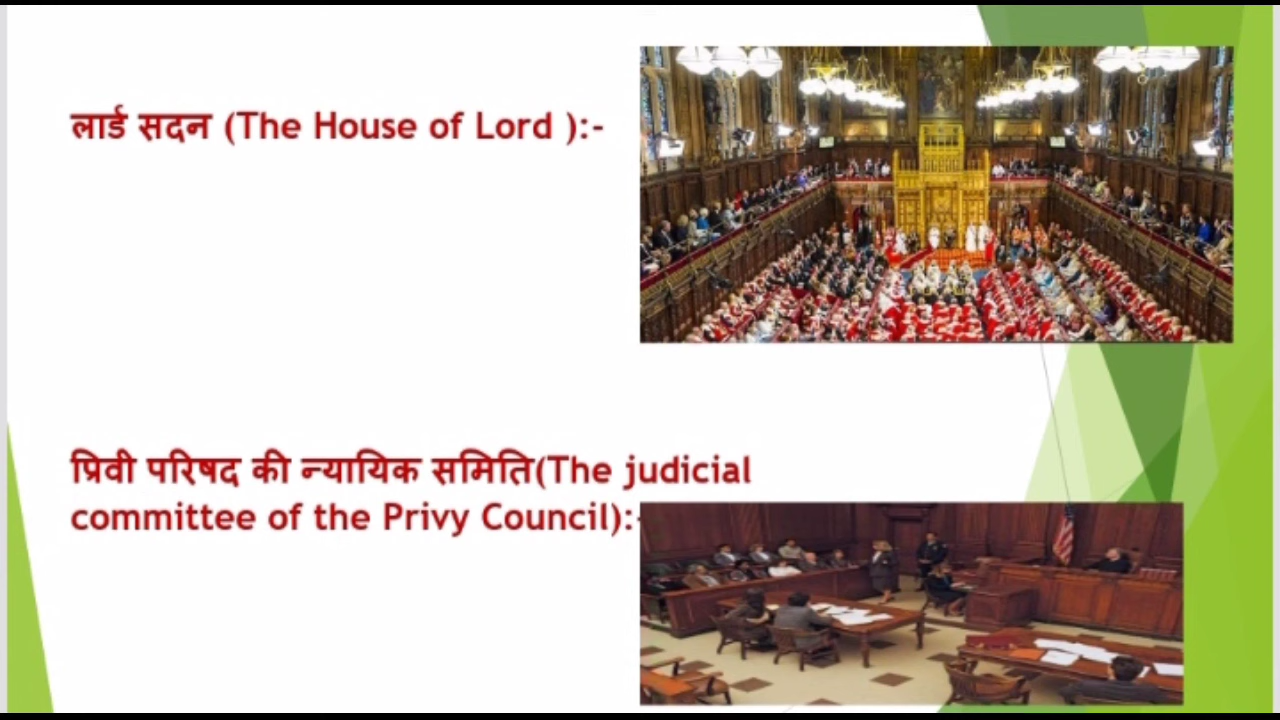 लार्ड सदन (The House of Lord ):-
प्रिवी परिषद की न्यायिक समिति(The judicial
committee of the Privy Council):-